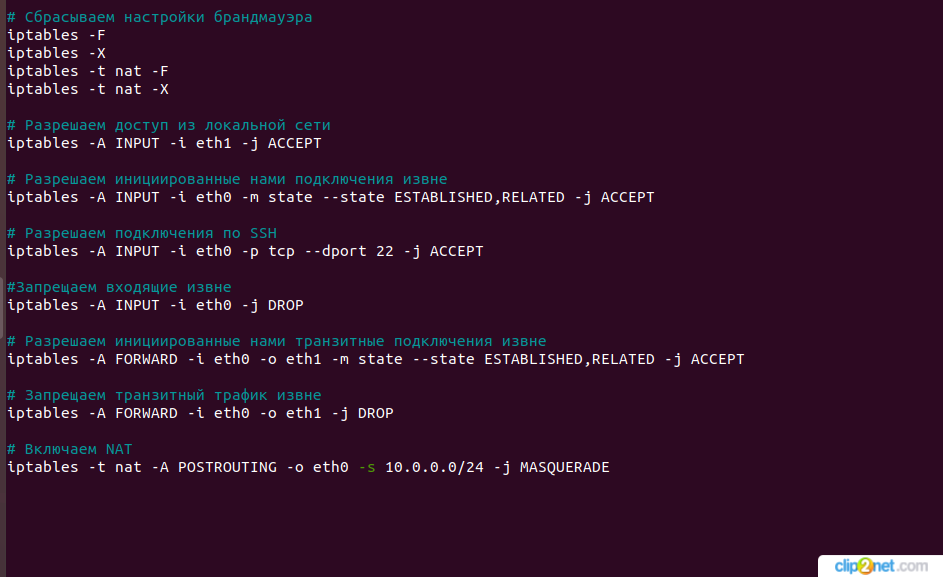 # Сбрасываем настройки брандмауэра
iptables -F
iptables -X
iptables -t nat -F
iptables -t nat -X
# Разрешаем доступ из локальной сети
iptables -A INPUT -i eth1 -j ACCEPT
# Разрешаем инициированные нами подключения извне
iptables -A INPUT -i eth0 -m state --state ESTABLISHED,RELATED -j ACCEPT
# Разрешаем подключения по SSH
iptables -A INPUT -i eth0 -p tcp --dport 22 -j ACCEPT
#Запрещаем входящие извне
iptables -A INPUT -i eth0 -j DROP
# Разрешаем инициированные нами транзитные подключения извне
iptables -A FORWARD -i eth0 -o eth1 -m state --state ESTABLISHED,RELATED -j ACCEPT
# Запрещаем транзитный трафик извне
iptables -A FORWARD -i eth0 -o eth1 -j DROP
# Включаем NAT
iptables -t nat -A POSTROUTING -o eth0 -s 10.0.0.0/24 -j MASQUERADE
clip2net.com